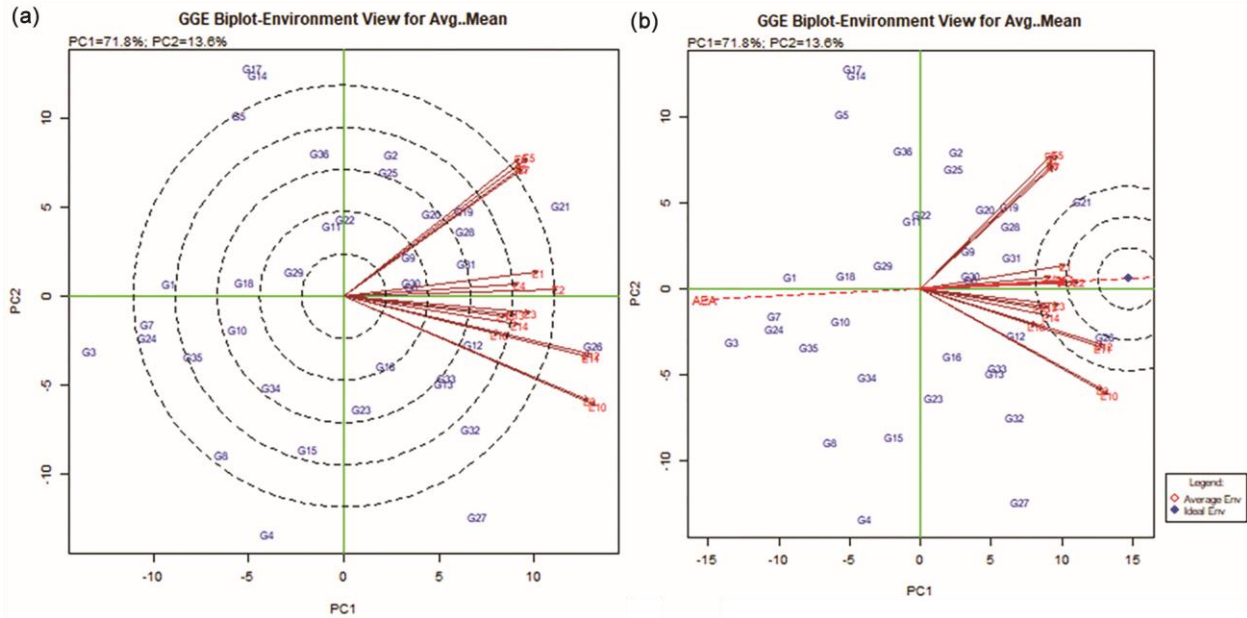 (a)
GGE Biplot-Environment View for Avg..Mean
PC1=71.8%; PC2=13.6%
G17
G14
G5
G36
G2
G25
G22
G11
G20
G19
G28
G21
G9
G31
G30
G29
G18
G1
G7
G24
G10
G3
G35
G34
G16
G12
G26
G33
G13
G23
G32
G15
G8
G27
G4
E1
E2
E14
E10
10
5
0
-5
-10
PC2
-10
-5
0
5
10
PC1
(b)
GGE Biplot-Environment View for Avg..Mean
PC1=71.8%; PC2=13.6%
G17
G14
G5
G36
G2
G25
G22
G11
G20
G19
G28
G21
G9
G31
G30
G29
G18
G1
AEA
G7
G24
G10
G3
G35
G34
G16
G12
G26
G33
G13
G23
G32
G15
G8
G27
G4
E10
10
5
0
-5
-10
PC2
-15
-10
-5
0
5
10
15
PC1
Legend:
Average Env
Ideal Env